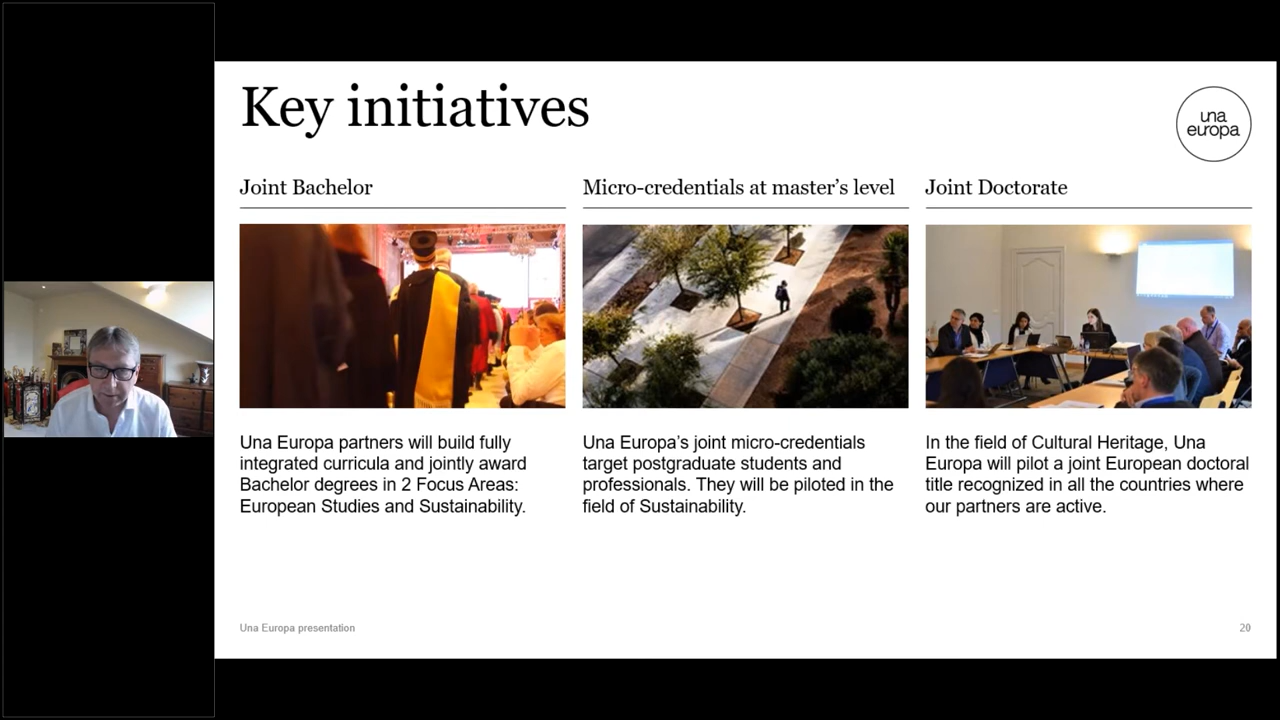 Key initiatives
una
europa
Joint Bachelor
Una Europa partners will build fully
integrated curricula and jointly award
Bachelor degrees in 2 Focus Areas:
European Studies and Sustainability.
Micro-credentials at master’s level
Una Europa’s joint micro-credentials
target postgraduate students and
professionals. They will be piloted in the
field of Sustainability.
Joint Doctorate
In the field of Cultural Heritage, Una
Europa will pilot a joint European doctoral
title recognized in all the countries where
our partners are active.
Una Europa presentation
20